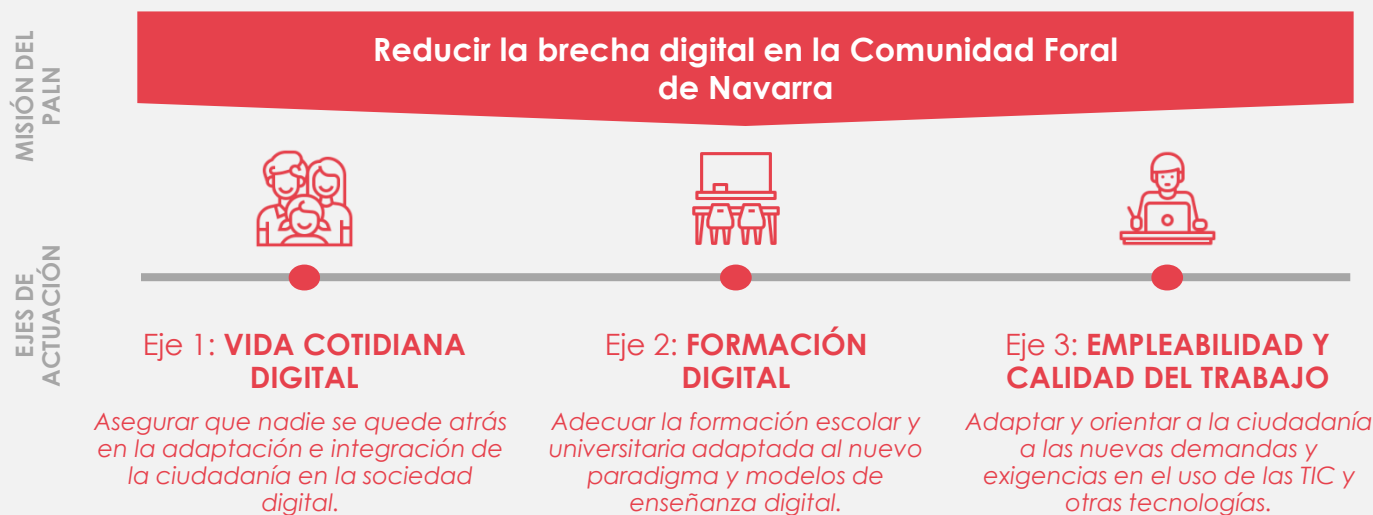 MISIÓN DEL
PALN
Reducir la brecha digital en la Comunidad Foral
de Navarra
EJES DE
ACTUACIÓN
Eje 1: VIDA COTIDIANA
DIGITAL
Asegurar que nadie se quede atrás
en la adaptación e integración de
la ciudadanía en la sociedad
digital.
Eje 2: FORMACIÓN
DIGITAL
Adecuar la formación escolar y
universitaria adaptada al nuevo
paradigma y modelos de
enseñanza digital.
Eje 3: EMPLEABILIDAD Y
CALIDAD DEL TRABAJO
Adaptar y orientar a la ciudadanía
a las nuevas demandas y
exigencias en el uso de las TIC y
otras tecnologías.